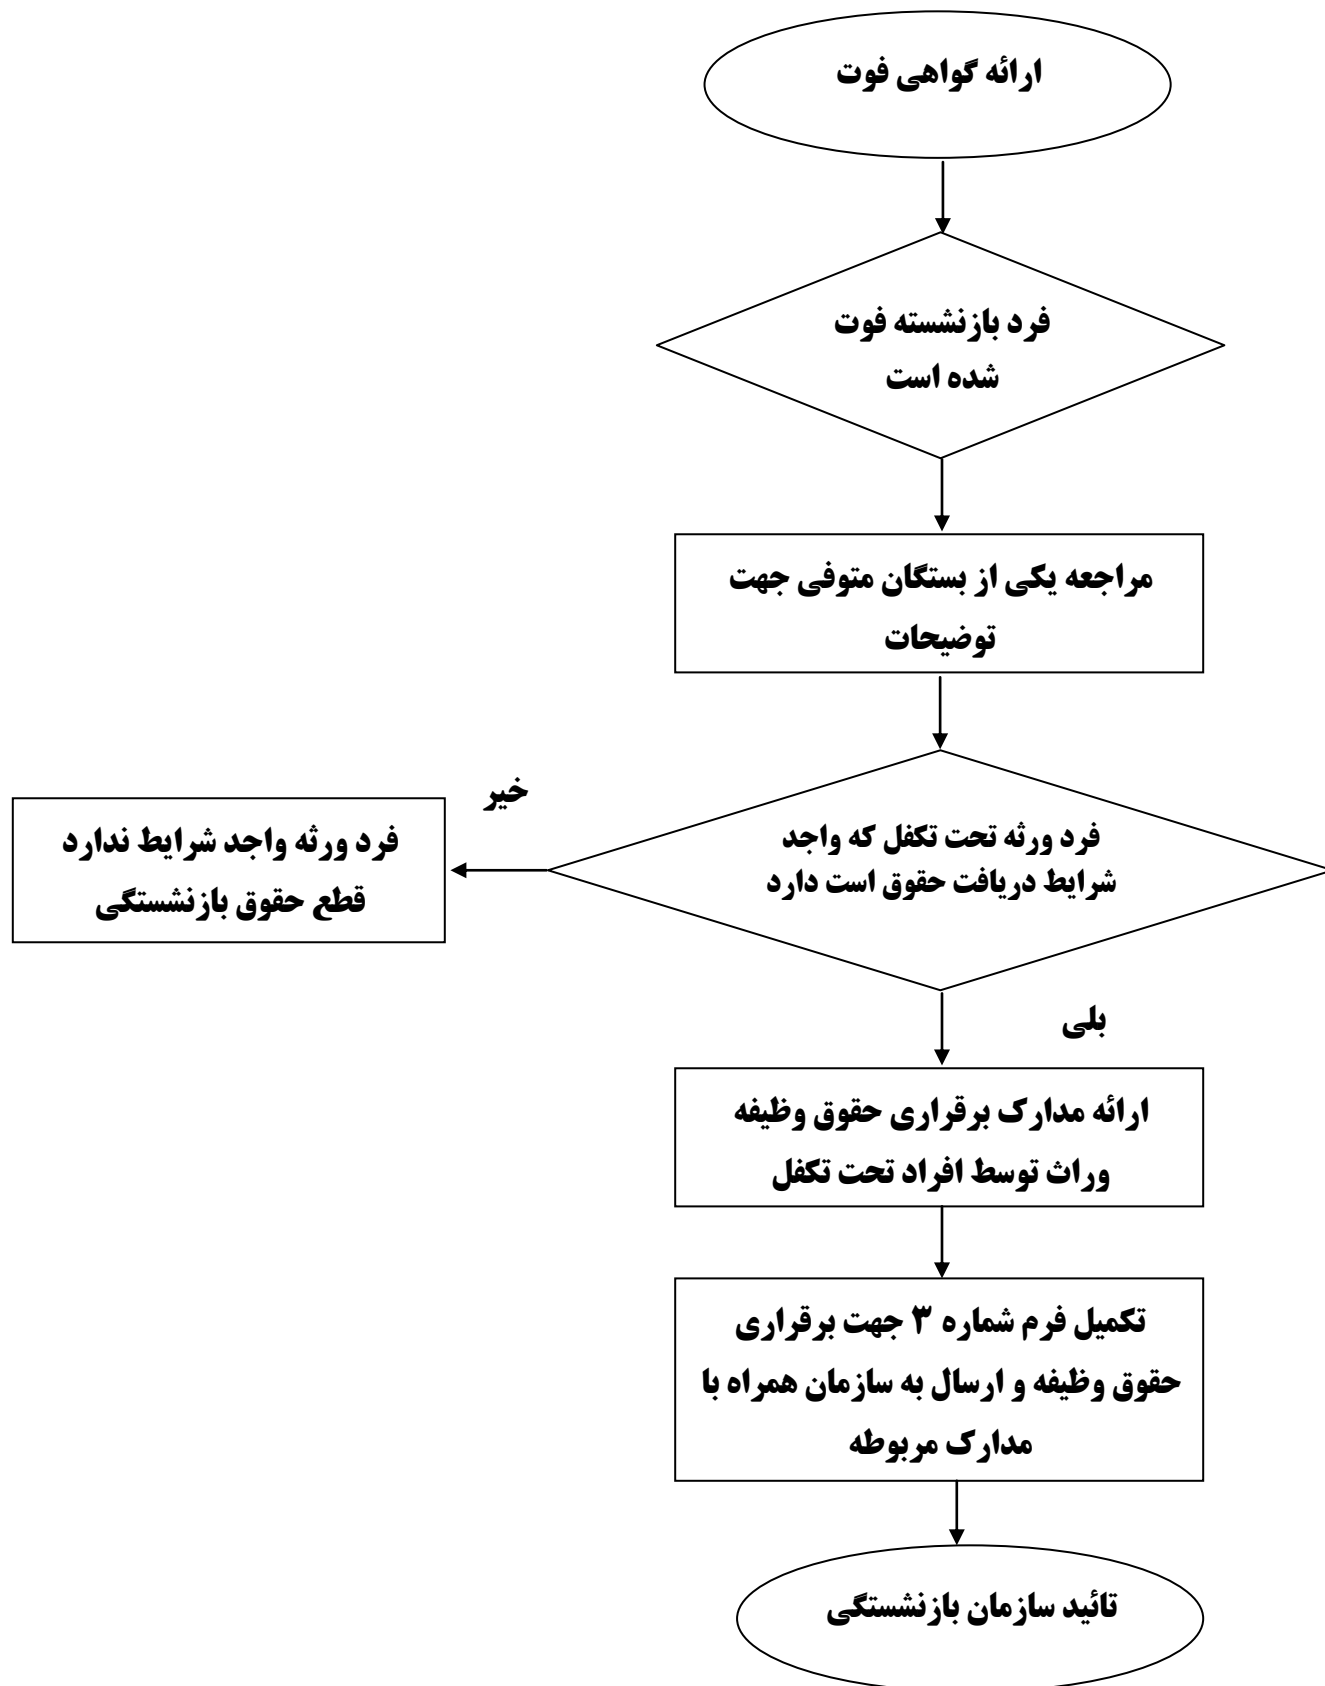 ارائه گواهی فوت
فرد بازنشسته فوت
شده است
مراجعه یکی از بستگان متوفی جهت
توضیحات
خیر
فرد ورثه تحت تکفل که واجد
شرایط دریافت حقوق است دارد
فرد ورثه واجد شرایط ندارد
قطع حقوق بازنشستگی
بلی
ارائه مدارک برقراری حقوق وظیفه
وراث توسط افراد تحت تکفل
تکمیل فرم شماره ۳ جهت برقراری
حقوق وظیفه و ارسال به سازمان همراه با
مدارک مربوطه
تائید سازمان بازنشستگی